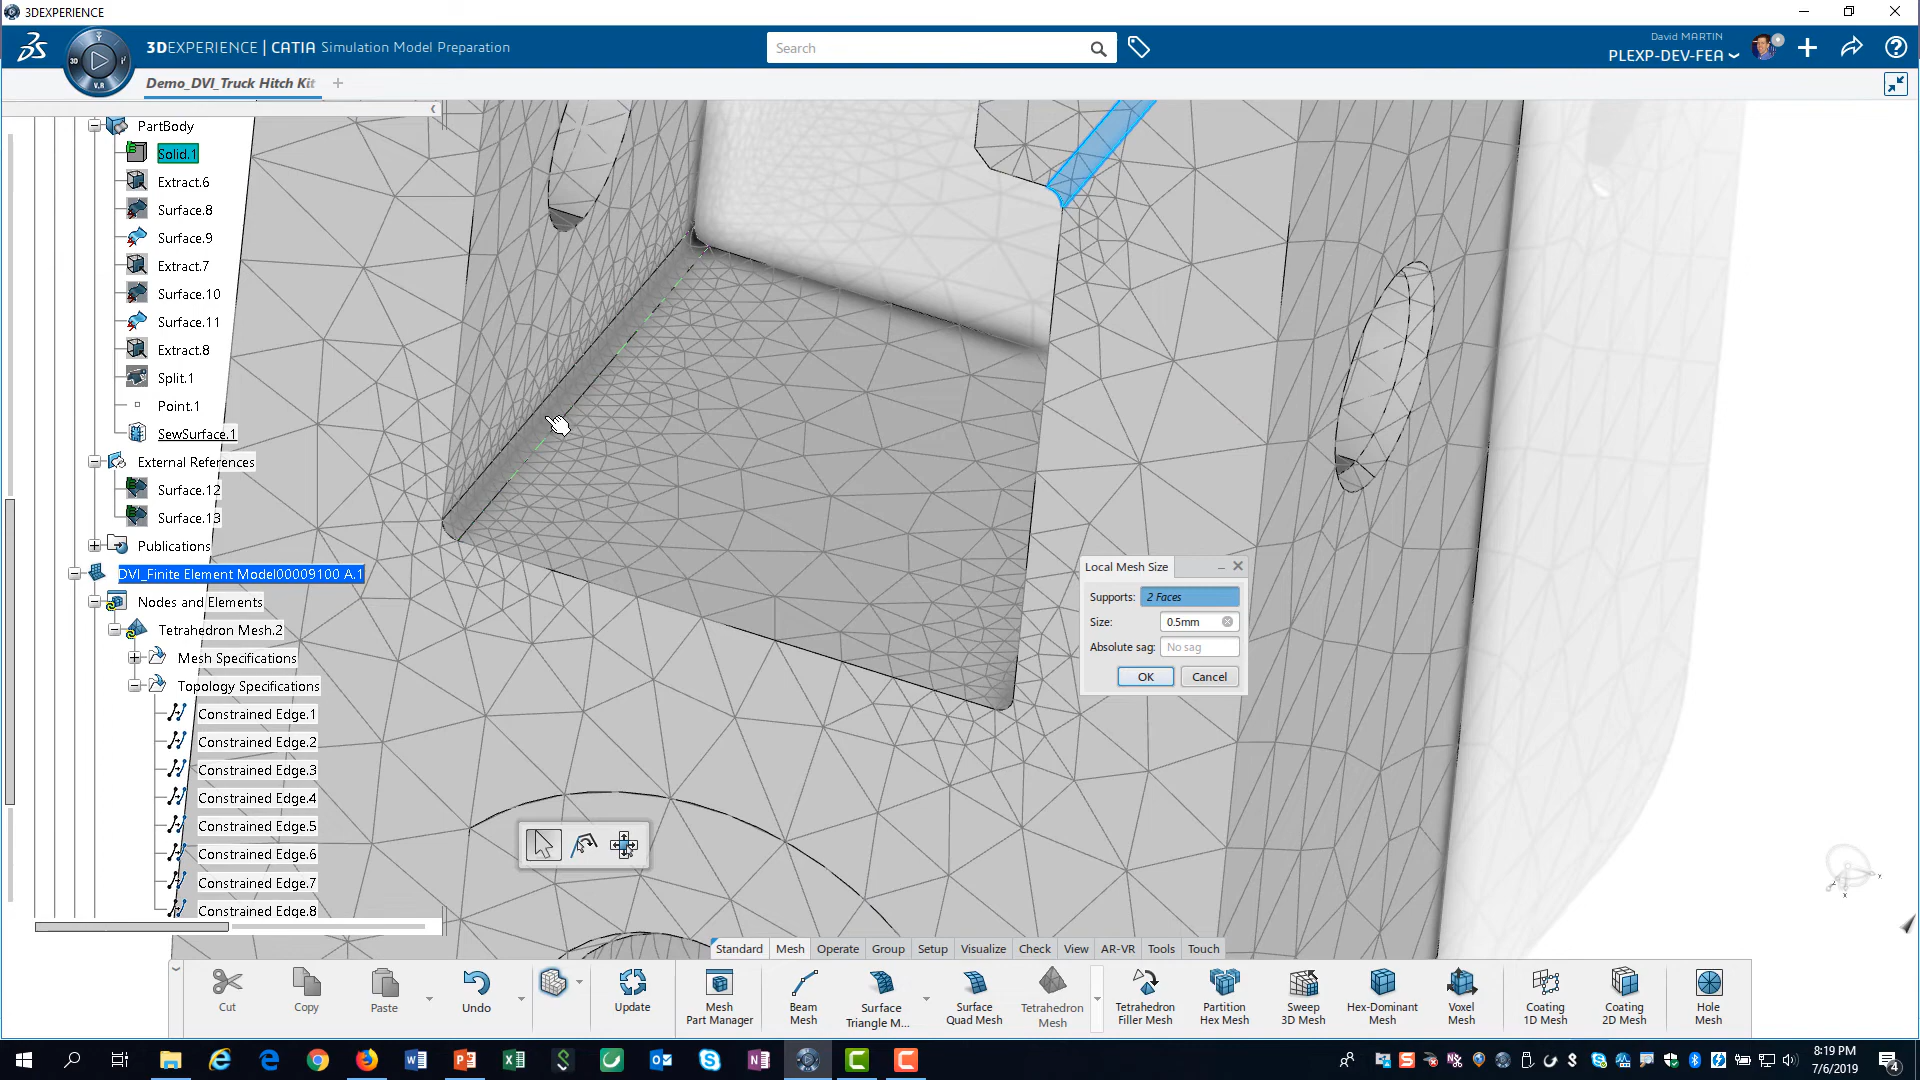 3DEXPERIENCE
3DEXPERIENCE | CATIA Simulation Model Preparation
Search
David MARTIN
PLEXP-DEV-FEA
3D
V.R
Demo_DVI_Truck Hitch Kit
PartBody
Solid.1
Extract.6
Surface.8
Surface.9
Extract.7
Surface.10
Surface.11
Extract.8
Split.1
Point.1
SewSurface.1
External References
Surface.12
Surface.13
Publications
DVI_Finite Element Model00009100 A.1
Nodes and Elements
Tetrahedron Mesh.2
Mesh Specifications
Topology Specifications
Constrained Edge.1
Constrained Edge.2
Constrained Edge.3
Constrained Edge.4
Constrained Edge.5
Constrained Edge.6
Constrained Edge.7
Constrained Edge.8
Local Mesh Size
Supports: 2 Faces
Size: 0.5mm
Absolute sag: No sag
OK Cancel
Standard Mesh Operate Group Setup Visualize Check View AR-VR Tools Touch
Cut
Copy
Paste
Undo
Update
Mesh
Part Manager
Beam
Mesh
Surface
Triangle M...
Surface
Quad Mesh
Tetrahedron
Mesh
Tetrahedron
Filler Mesh
Partition
Hex Mesh
Sweep
3D Mesh
Hex-Dominant
Mesh
Voxel
Mesh
Coating
1D Mesh
Coating
2D Mesh
Hole
Mesh
8:19 PM
7/6/2019
4